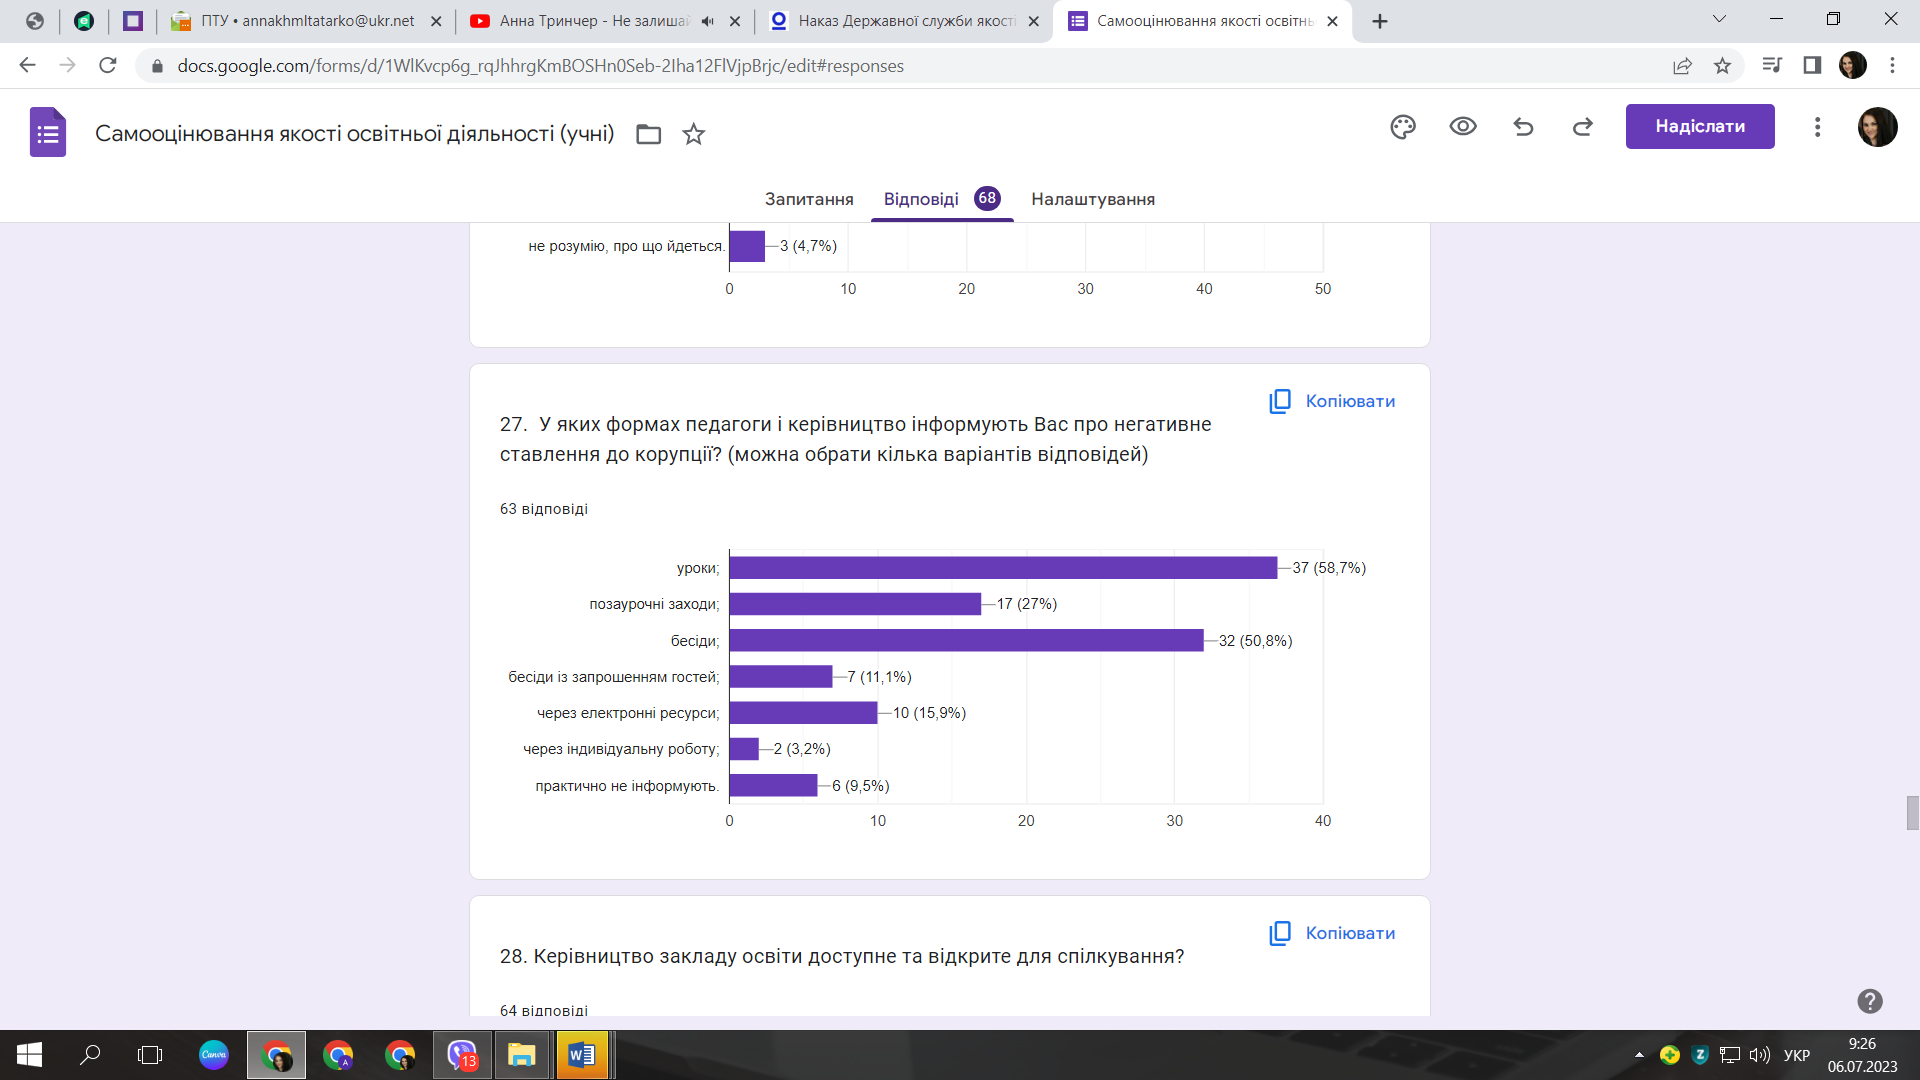 ПТУ • annakhmltatarko@ukr.net
Анна Тринчер - Не залишай
Наказ Державної служби якості
Самооцінювання якості освітнь
docs.google.com/forms/d/1WlKvcp6g_rqJhhrgKmBOSHn0Seb-2Iha12FlVjpBrjc/edit#responses
Самооцінювання якості освітньої діяльності (учні)
Надіслати
Запитання
Відповіді 68
Налаштування
не розумію, про що йдеться.
3 (4,7%)
0 10 20 30 40 50
Копіювати
27. У яких формах педагоги і керівництво інформують Вас про негативне
ставлення до корупції? (можна обрати кілька варіантів відповідей)
63 відповіді
уроки; 37 (58,7%)
позаурочні заходи; 17 (27%)
бесіди; 32 (50,8%)
бесіди із запрошенням гостей; 7 (11,1%)
через електронні ресурси; 10 (15,9%)
через індивідуальну роботу; 2 (3,2%)
практично не інформують. 6 (9,5%)
0 10 20 30 40
Копіювати
28. Керівництво закладу освіти доступне та відкрите для спілкування?
64 відповіді
Canva
A
13
W
Z
УКР
9:26
06.07.2023